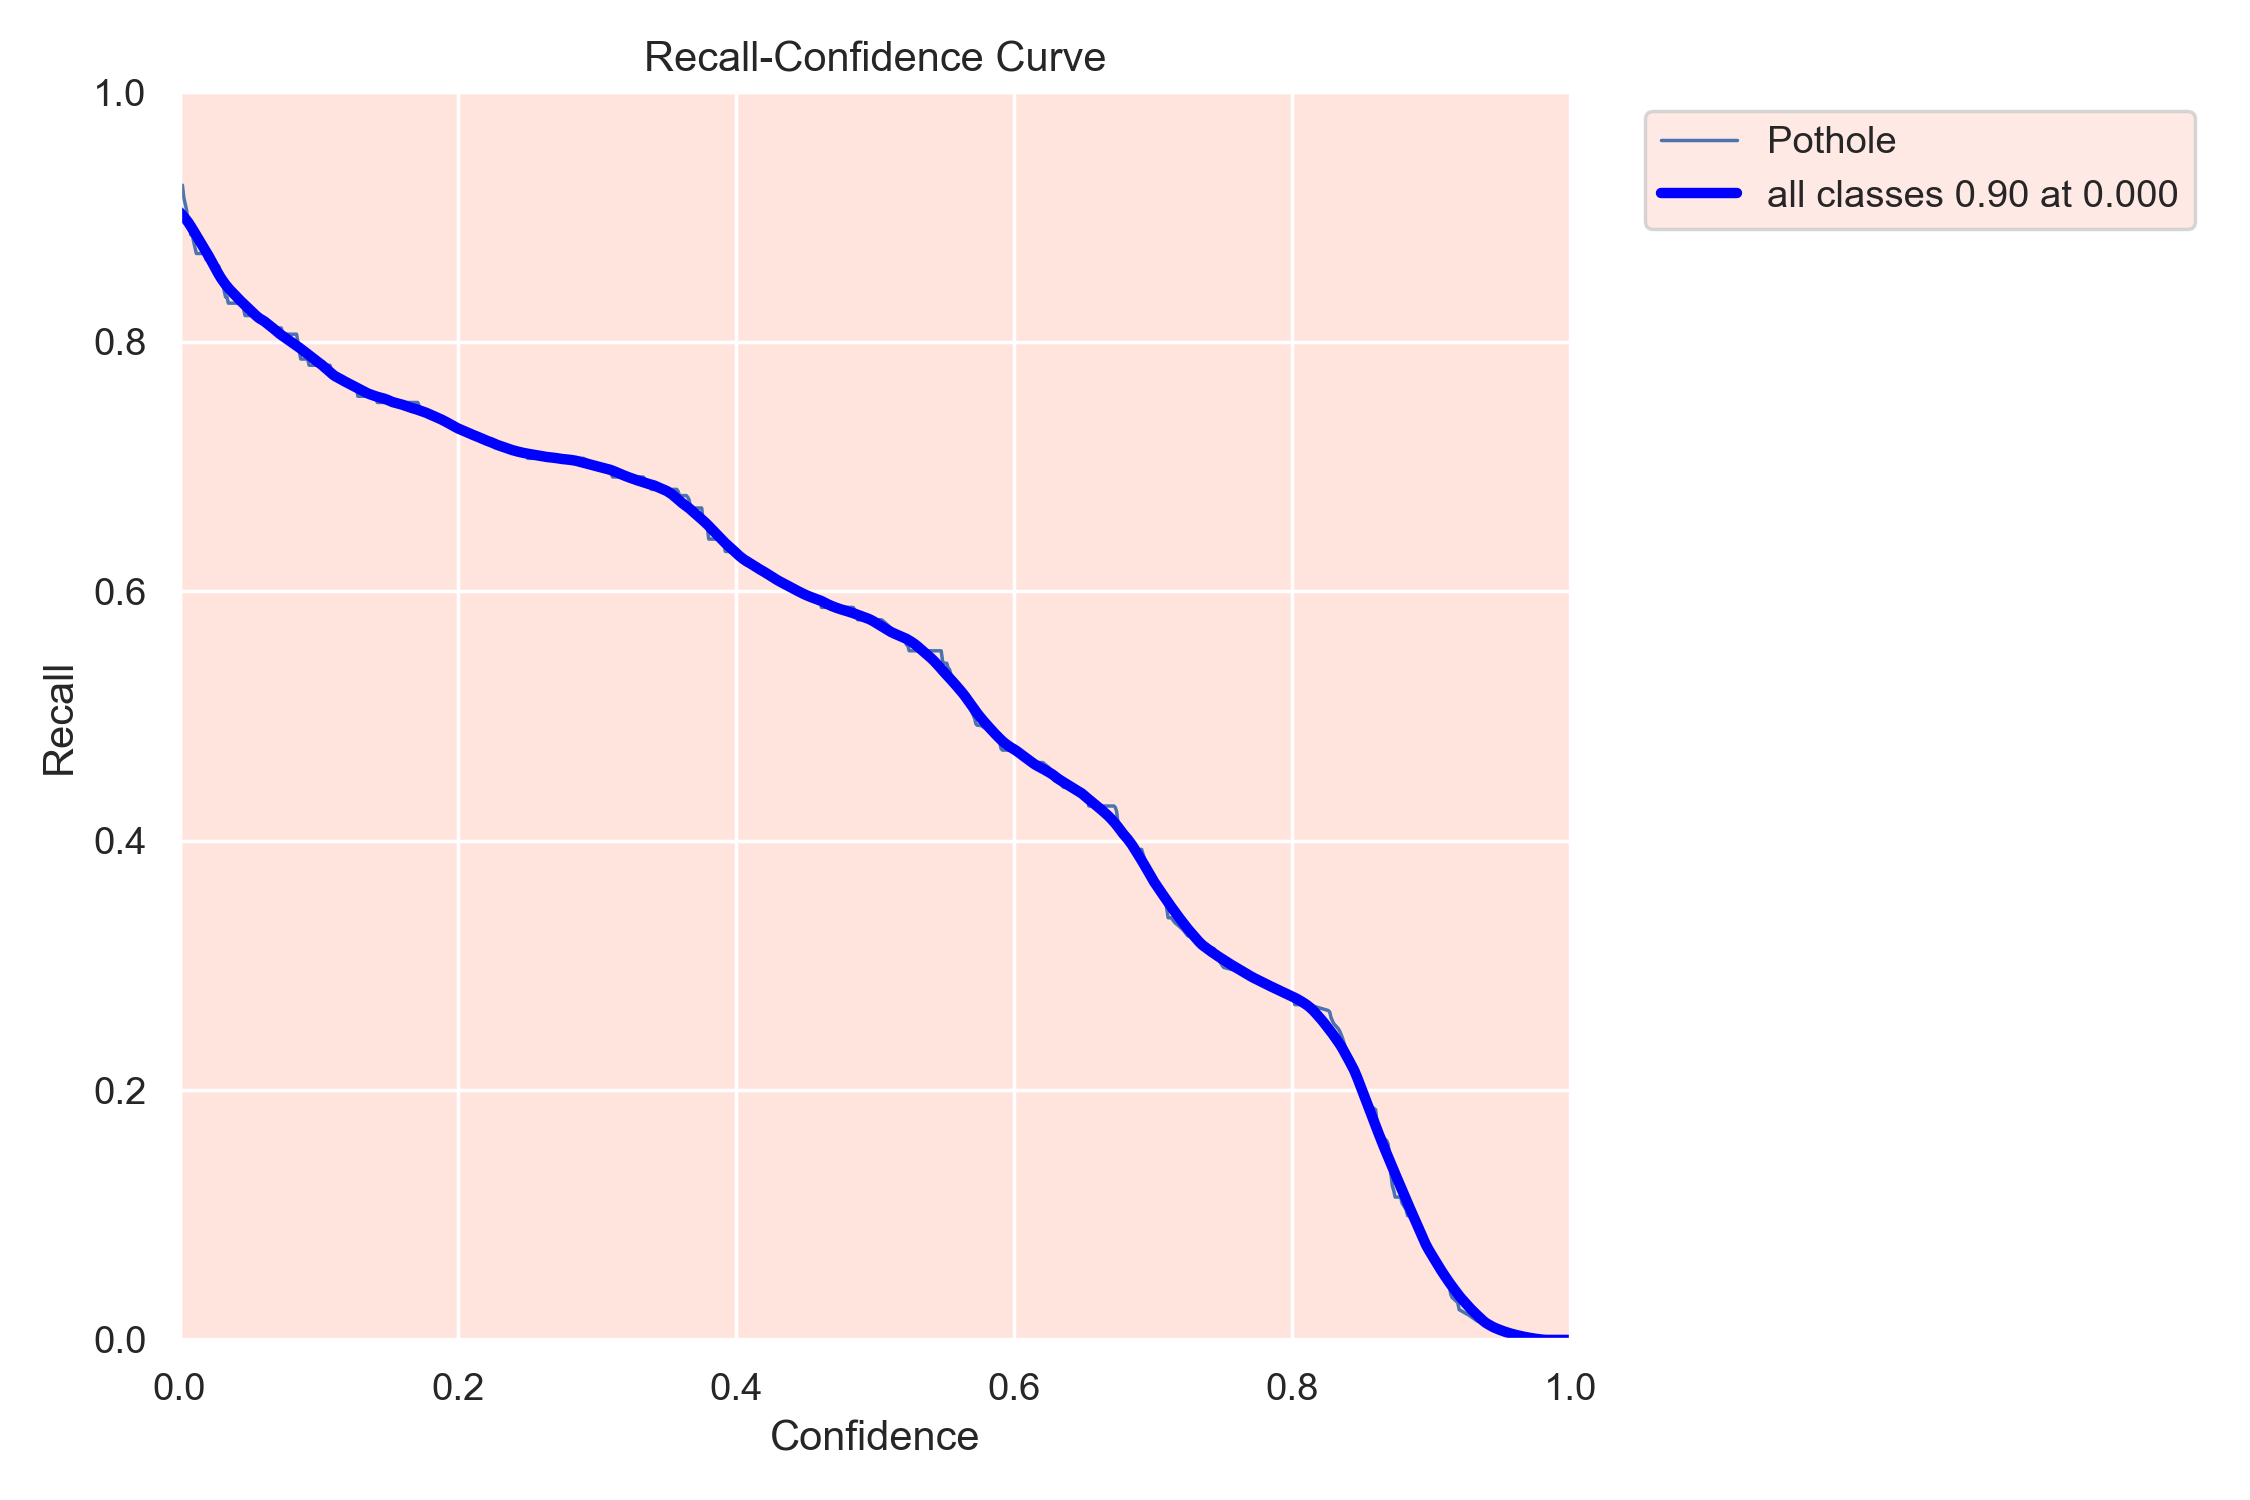 Recall-Confidence Curve
1.0
0.8
0.6
0.4
0.2
0.0
Recall
0.0 0.2 0.4 0.6 0.8 1.0
Confidence
Pothole
all classes 0.90 at 0.000